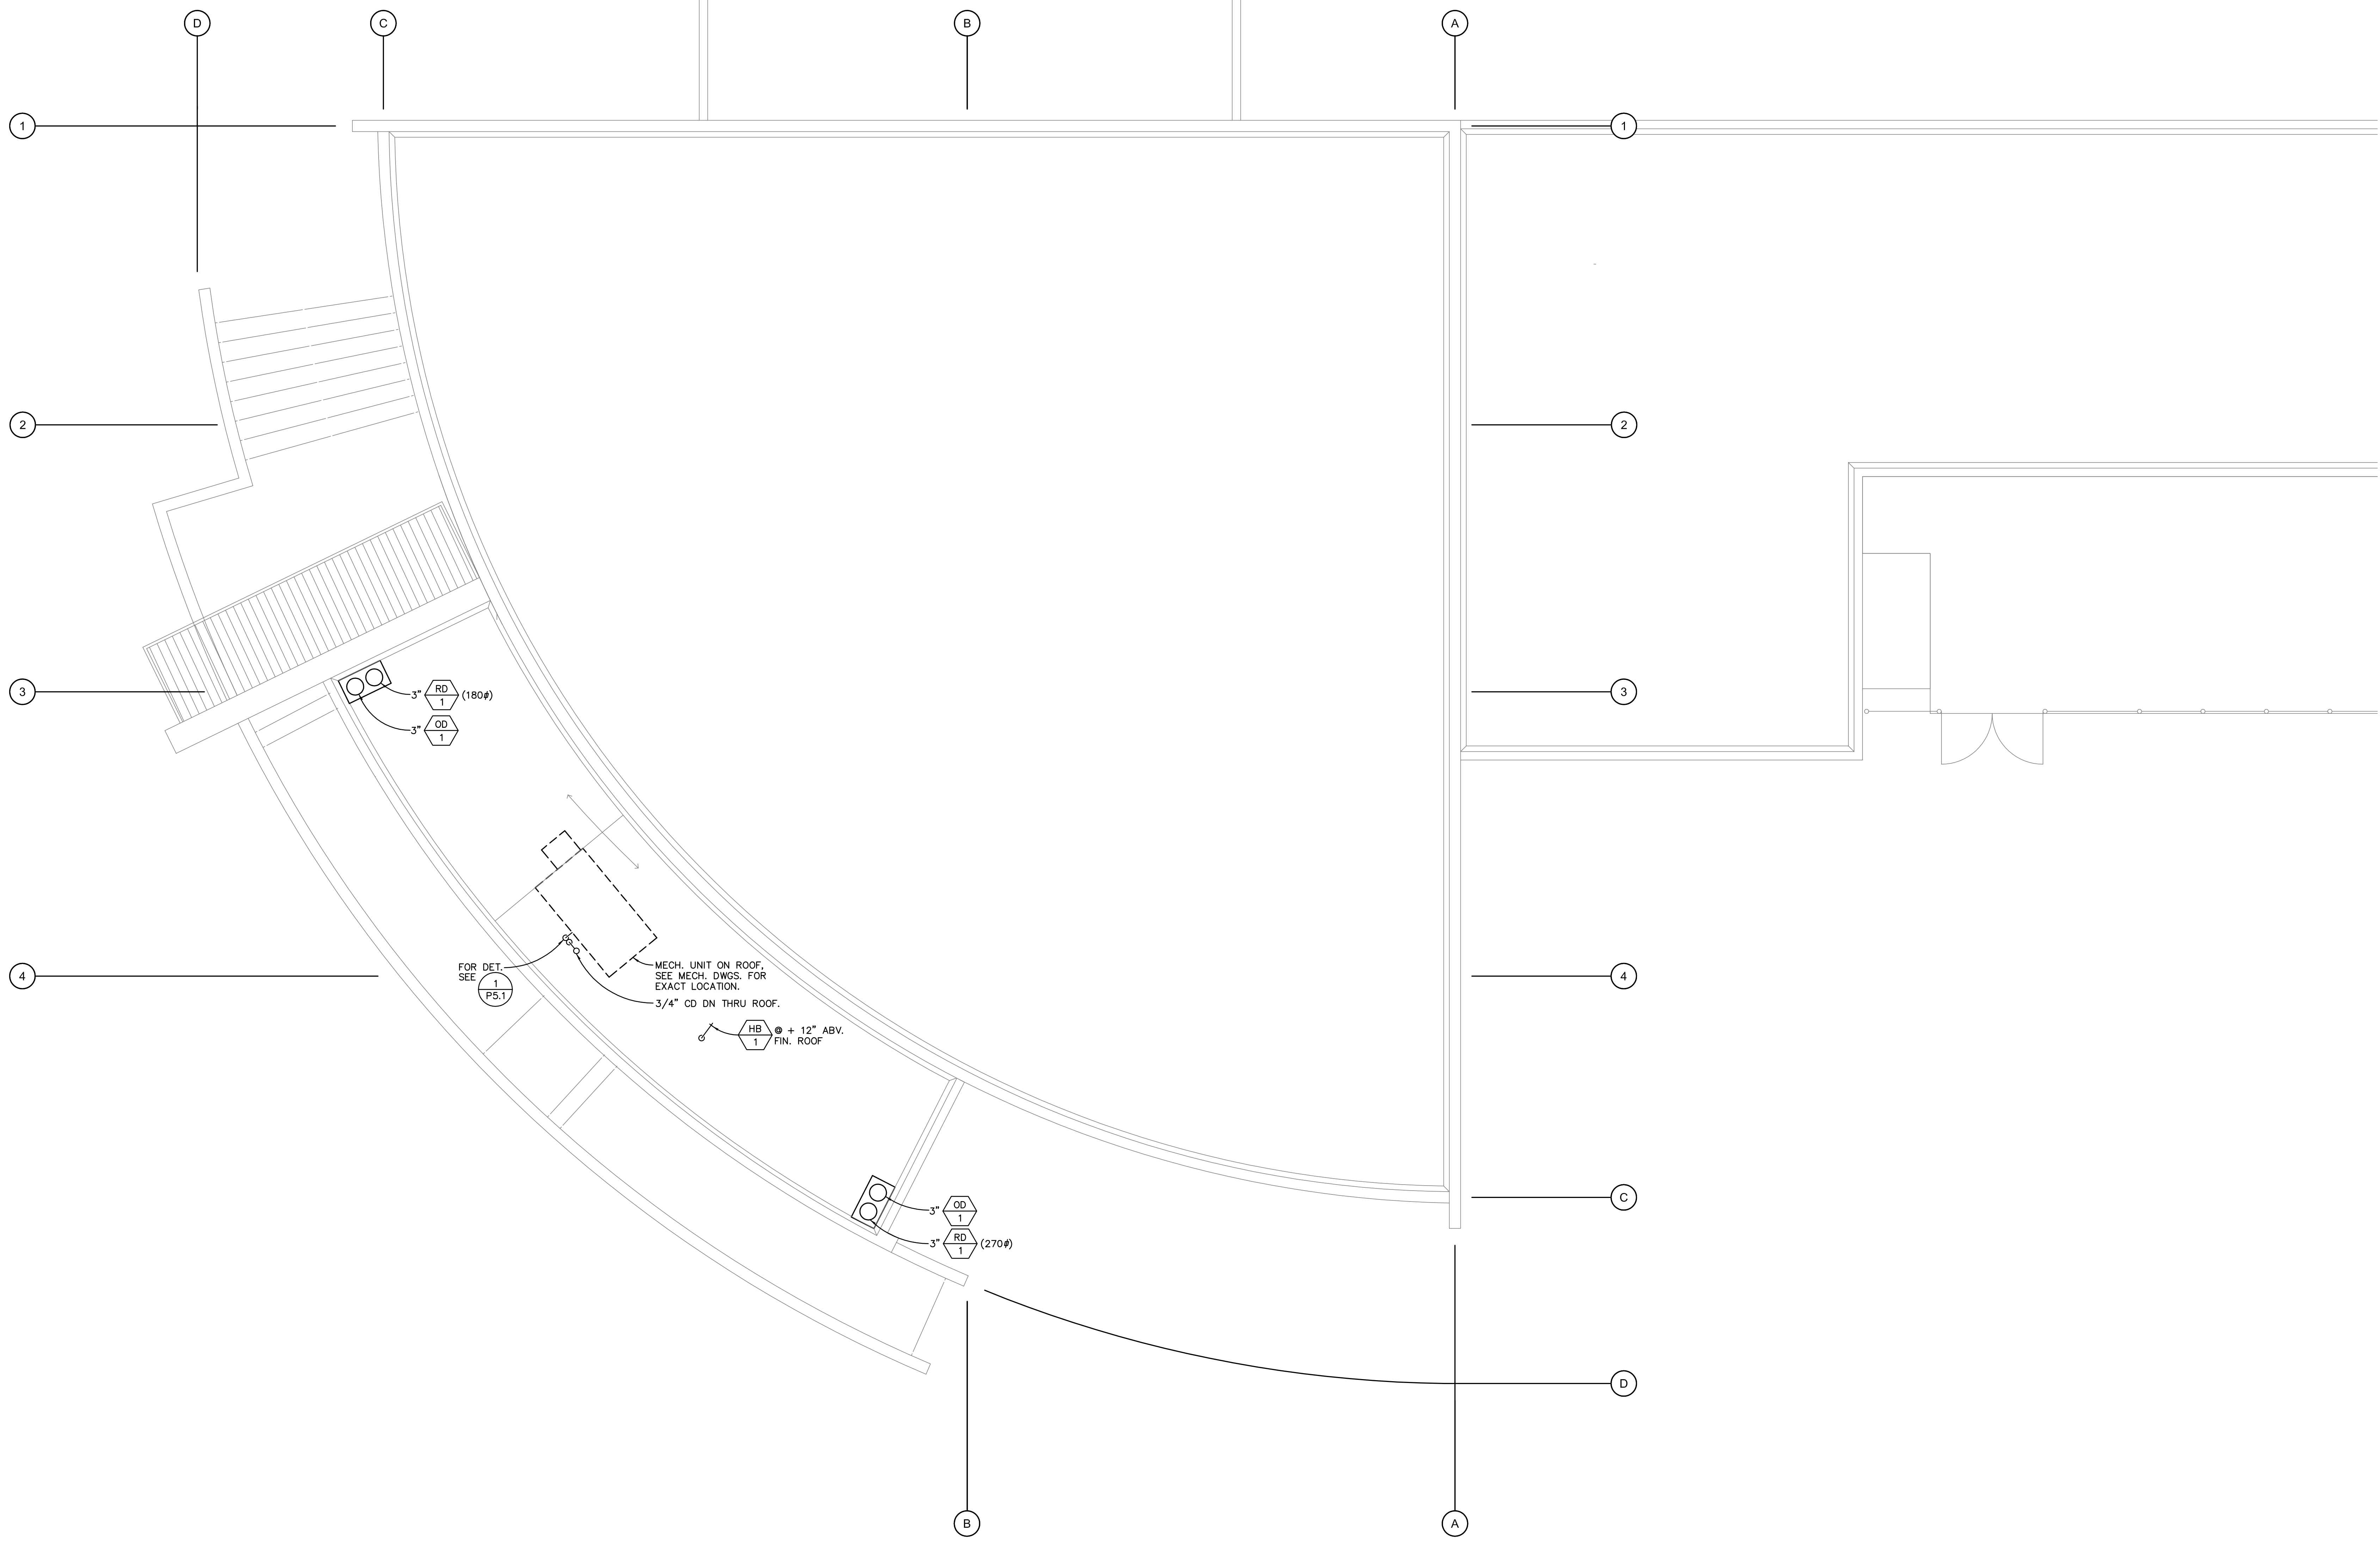 D
C
B
A
1
1
2
2
3" RD 1 (180ø)
3
3
3" OD 1
FOR DET.
SEE 1
P5.1
MECH. UNIT ON ROOF,
SEE MECH. DWGS. FOR
EXACT LOCATION.
4
4
3/4" CD DN THRU ROOF.
HB 1 @ + 12" ABV.
FIN. ROOF
3" OD 1
C
3" RD 1 (270ø)
D
B
A